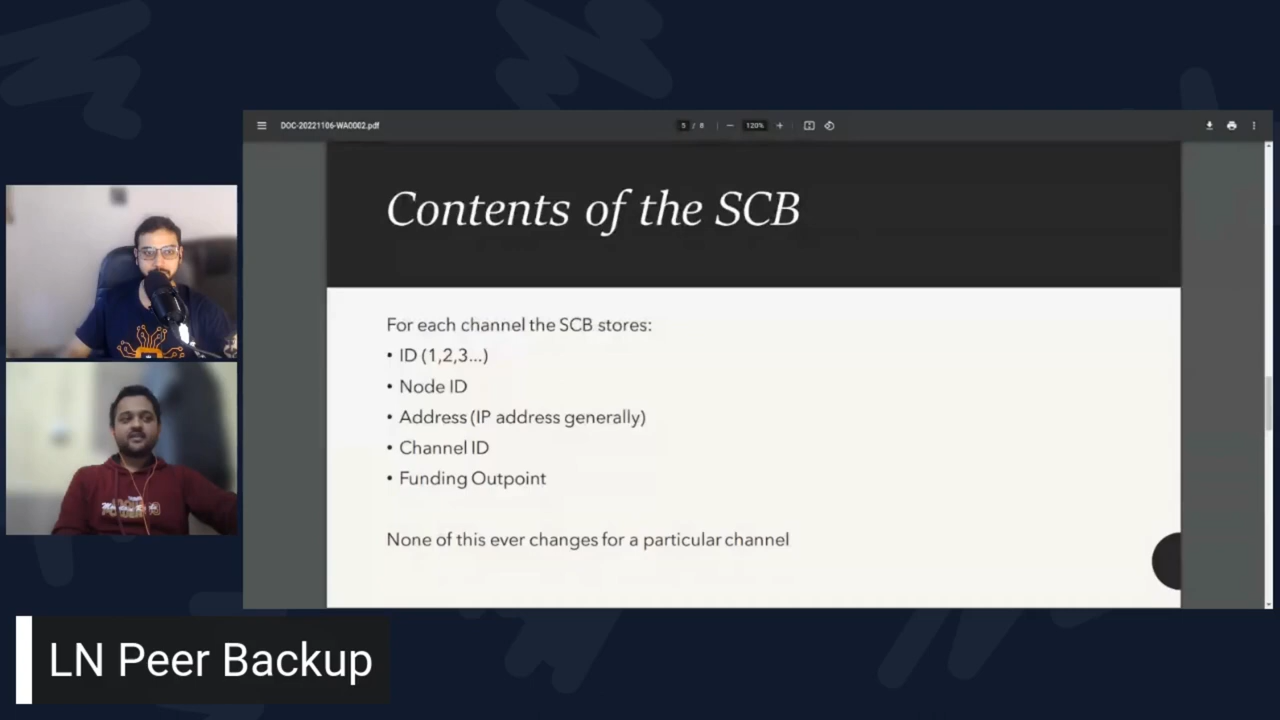 DOC-20221106-WA0002.pdf
5 / 8
120%
Contents of the SCB
For each channel the SCB stores:
• ID (1,2,3...)
• Node ID
• Address (IP address generally)
• Channel ID
• Funding Outpoint
None of this ever changes for a particular channel
LN Peer Backup